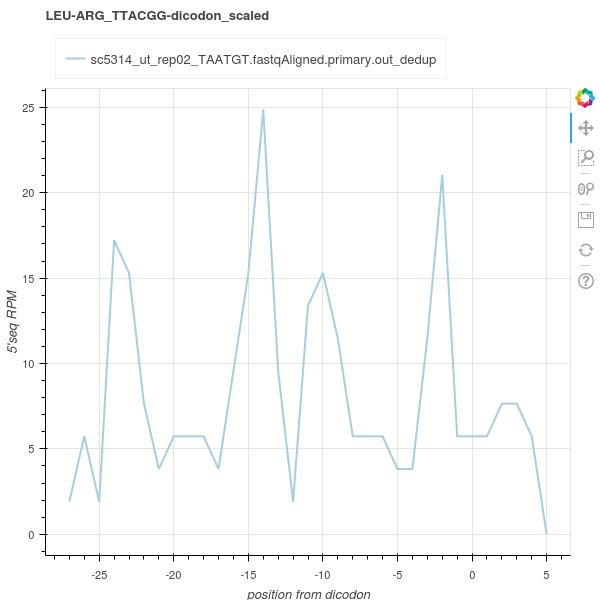 LEU-ARG_TTACGG-dicodon_scaled
sc5314_ut_rep02_TAATGT.fastqAligned.primary.out_dedup
25
20
15
10
5
0
5'seq RPM
-25 -20 -15 -10 -5 0 5
position from dicodon